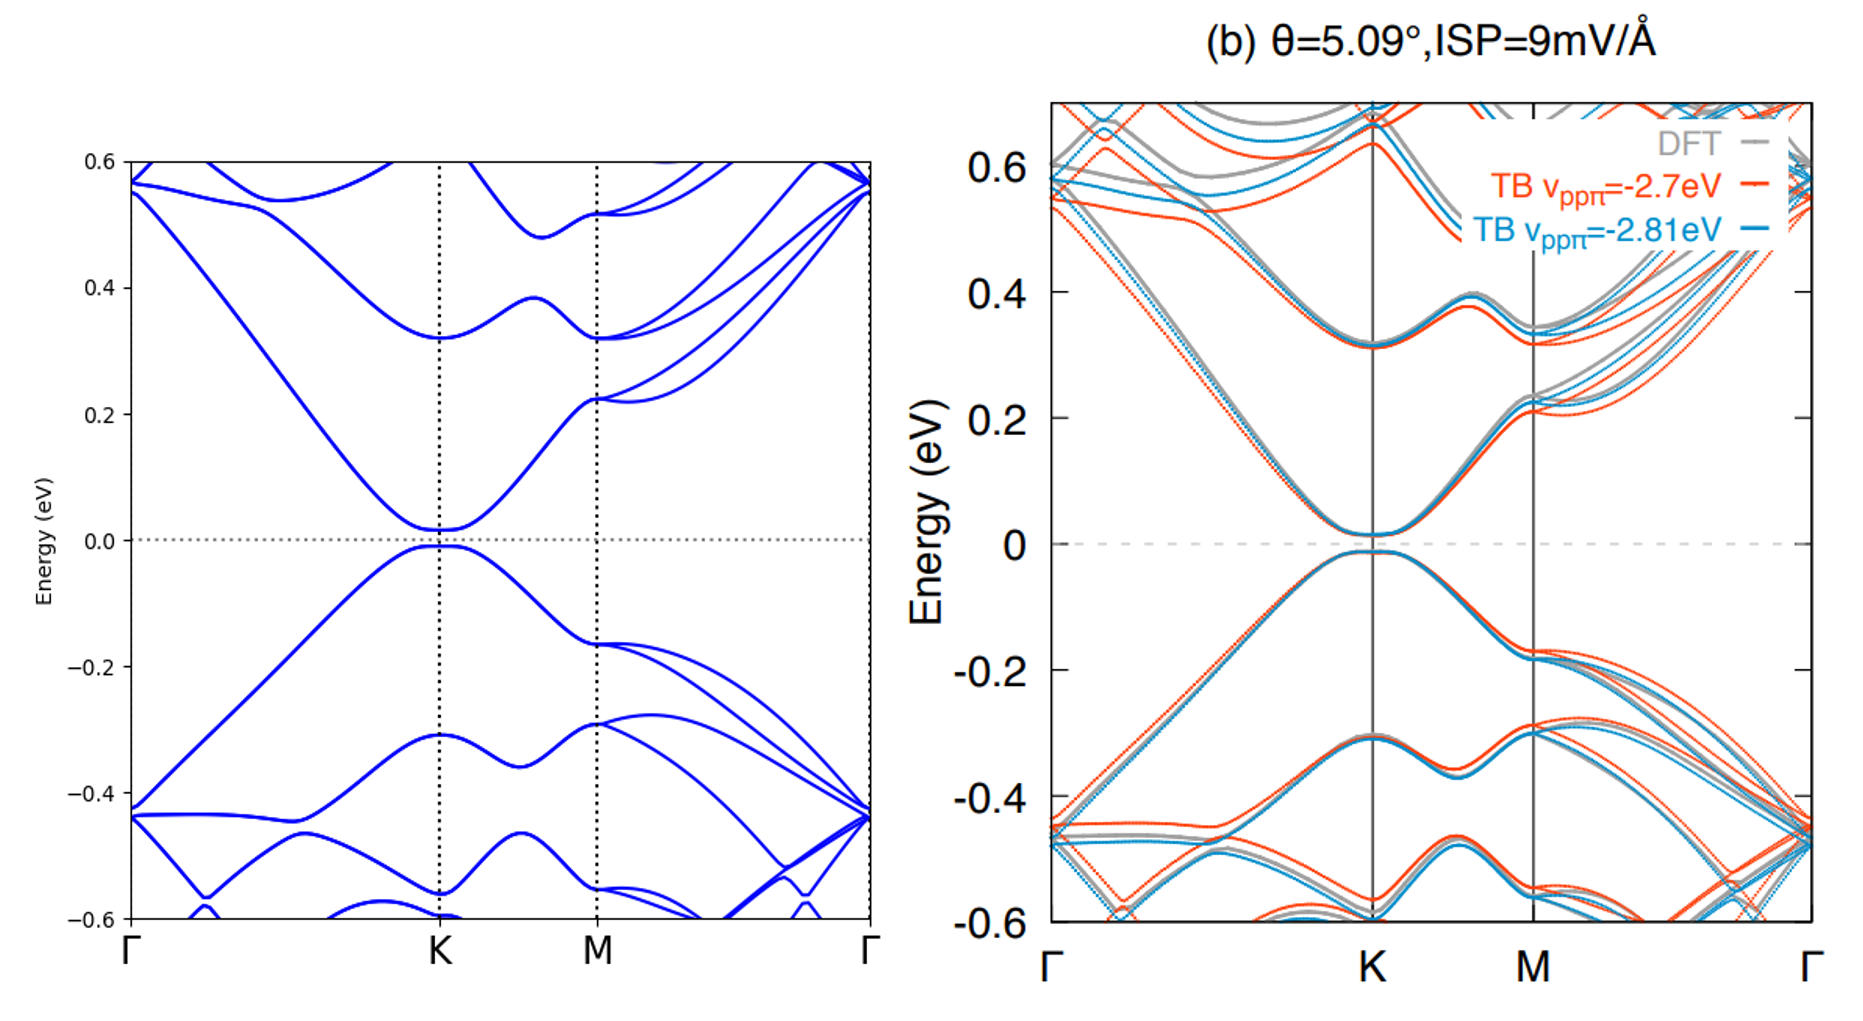 0.6
0.4
0.2
0.0
−0.2
−0.4
−0.6
Energy (eV)
Γ K M Γ
(b) θ=5.09°,ISP=9mV/Å
DFT
TB vppπ=-2.7eV
TB vppπ=-2.81eV
0.6
0.4
0.2
0
-0.2
-0.4
-0.6
Energy (eV)
Γ K M Γ